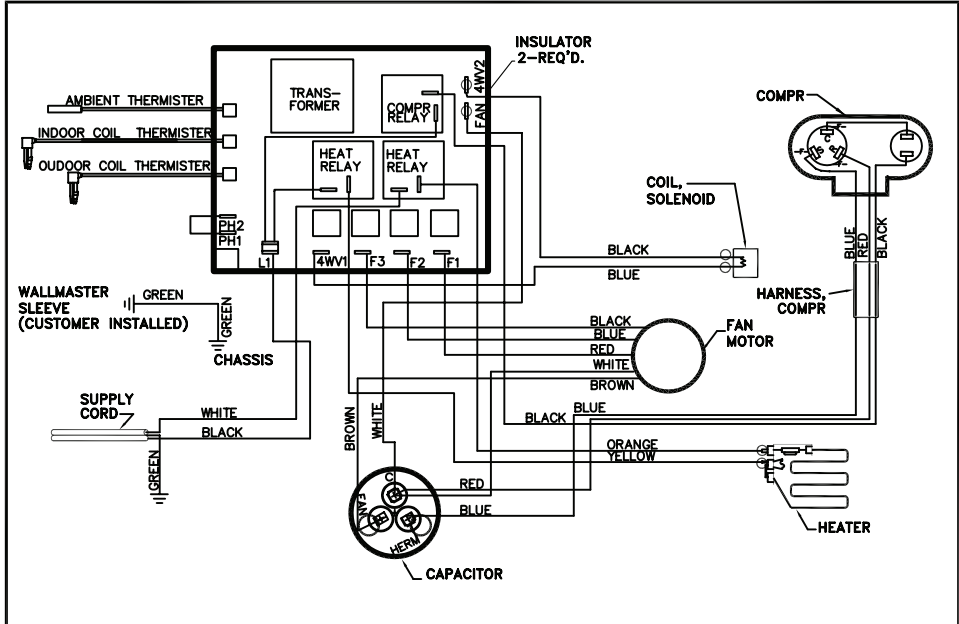 INSULATOR
2-REQ'D.
4WV2
FAN
TRANS-
FORMER
COMPR
RELAY
AMBIENT THERMISTER
INDOOR COIL THERMISTER
OUDOOR COIL THERMISTER
HEAT
RELAY
HEAT
RELAY
COMPR
C
S
R
COIL,
SOLENOID
PH2
PH1
L1
4WV1
F3
F2
F1
BLACK
BLUE
BLUE
RED
BLACK
HARNESS,
COMPR
WALLMASTER
SLEEVE
(CUSTOMER INSTALLED)
GREEN
GREEN
CHASSIS
BLACK
BLUE
RED
WHITE
BROWN
FAN
MOTOR
SUPPLY
CORD
WHITE
BLACK
GREEN
BROWN
WHITE
BLUE
BLACK
ORANGE
YELLOW
RED
BLUE
C
FAN
HERM
CAPACITOR
HEATER